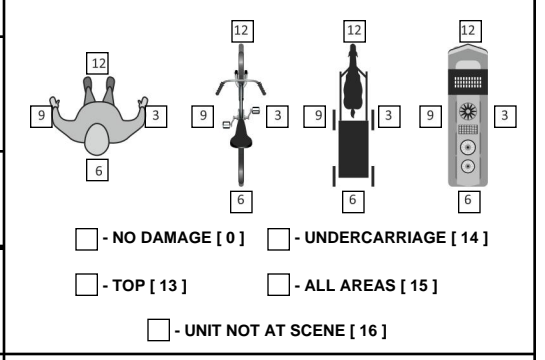 12 12 12 12
9 3 9 3 9 3 9 3
6 6 6 6
- NO DAMAGE [ 0 ] - UNDERCARRIAGE [ 14 ]
- TOP [ 13 ] - ALL AREAS [ 15 ]
- UNIT NOT AT SCENE [ 16 ]